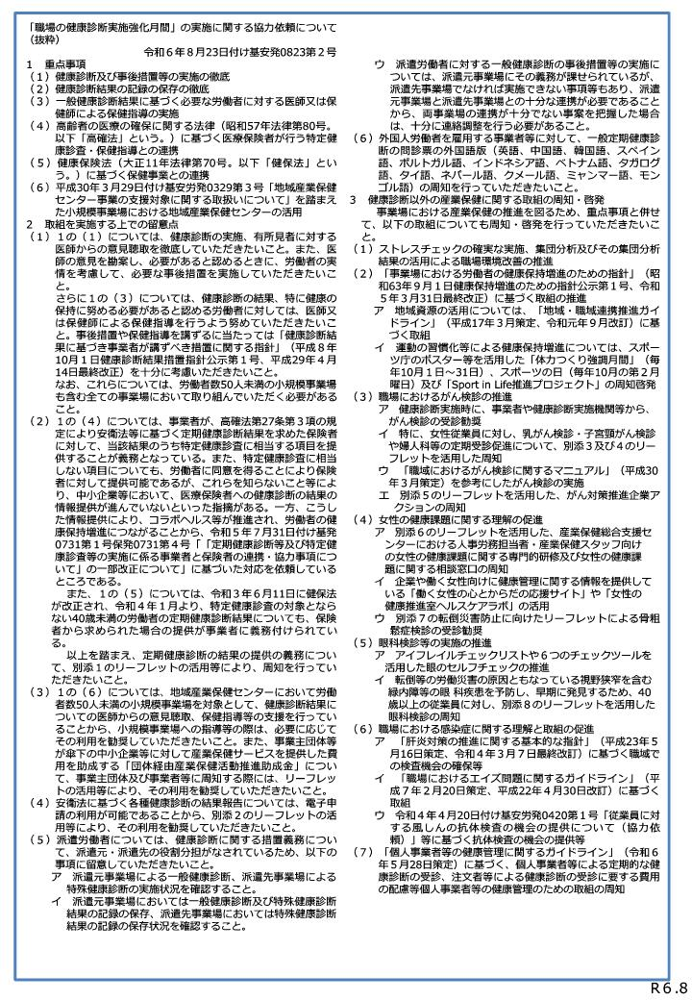 「職場の健康診断実施強化月間」の実施に関する協力依頼について
（抜粋）
令和６年８月23日付け基安発0823第２号
１　重点事項
（１）健康診断及び事後措置等の実施の徹底
（２）健康診断結果の記録の保存の徹底
（３）一般健康診断結果に基づく必要な労働者に対する医師又は保
健師による保健指導の実施
（４）高齢者の医療の確保に関する法律（昭和57年法律第80号。
以下「高確法」という。）に基づく医療保険者が行う特定健
康診査・保健指導との連携
（５）健康保険法（大正11年法律第70号。以下「健保法」とい
う。）に基づく保健事業との連携
（６）平成30年３月29日付け基安発0329第３号「地域産業保健
センター事業の支援対象に関する取扱いについて」を踏まえ
た小規模事業場における地域産業保健センターの活用
２　取組を実施する上での留意点
（１）１の（１）については、健康診断の実施、有所見者に対する
医師からの意見聴取を徹底していただきたいこと。また、医
師の意見を勘案し、必要があると認めるときに、労働者の実
情を考慮して、必要な事後措置を実施していただきたいこ
と。
さらに１の（３）については、健康診断の結果、特に健康の
保持に努める必要があると認める労働者に対しては、医師又
は保健師による保健指導を行うよう努めていただきたいこ
と。事後措置や保健指導を講ずるに当たっては「健康診断結
果に基づき事業者が講ずべき措置に関する指針」（平成８年
10月１日健康診断結果措置指針公示第１号、平成29年４月
14日最終改正）を十分に考慮いただきたいこと。
なお、これらについては、労働者数50人未満の小規模事業場
も含む全ての事業場において取り組んでいただく必要がある
こと。
（２）１の（４）については、事業者が、高確法第27条第３項の規
定により安衛法等に基づく定期健康診断結果を求めた保険者
に対して、当該結果のうち特定健康診査に相当する項目を提
供することが義務となっている。また、特定健康診査に相当
しない項目についても、労働者に同意を得ることにより保険
者に対して提供可能であるが、これらを知らないこと等によ
り、中小企業等において、医療保険者への健康診断の結果の
情報提供が進んでいないといった指摘がある。一方、こうし
た情報提供により、コラボヘルス等が推進され、労働者の健
康保持増進につながることから、令和５年７月31日付け基発
0731第１号保発0731第４号「「定期健康診断等及び特定健
康診査等の実施に係る事業者と保険者の連携・協力事項につ
いて」の一部改正について」に基づいた対応を依頼している
ところである。
また、１の（５）については、令和３年６月11日に健保法
が改正され、令和４年１月より、特定健康診査の対象となら
ない40歳未満の労働者の定期健康診断結果についても、保険
者から求められた場合の提供が事業者に義務付けられてい
る。
以上を踏まえ、定期健康診断の結果の提供の義務につい
て、別添１のリーフレットの活用等により、周知を行ってい
ただきたいこと。
（３）１の（６）については、地域産業保健センターにおいて労働
者数50人未満の小規模事業場を対象として、健康診断結果に
ついての医師からの意見聴取、保健指導等の支援を行ってい
ることから、小規模事業場への指導等の際は、必要に応じて
その利用を勧奨していただきたいこと。また、事業主団体等
が傘下の中小企業等に対して産業保健サービスを提供した費
用を助成する「団体経由産業保健活動推進助成金」につい
て、事業主団体及び事業者等に周知する際には、リーフレッ
トの活用等により、その利用を勧奨していただきたいこと。
（４）安衛法に基づく各種健康診断の結果報告については、電子申
請の利用が可能であることから、別添２のリーフレットの活
用等により、その利用を勧奨していただきたいこと。
（５）派遣労働者については、健康診断に関する措置義務につい
て、派遣元・派遣先の役割分担がなされているため、以下の
事項に留意していただきたいこと。
ア　派遣元事業場による一般健康診断、派遣先事業場による
特殊健康診断の実施状況を確認すること。
イ　派遣元事業場においては一般健康診断及び特殊健康診断
結果の記録の保存、派遣先事業場においては特殊健康診断
結果の記録の保存状況を確認すること。
ウ　派遣労働者に対する一般健康診断の事後措置等の実施に
ついては、派遣元事業場にその義務が課せられているが、
派遣先事業場でなければ実施できない事項等もあり、派遣
元事業場と派遣先事業場との十分な連携が必要であること
から、両事業場の連携が十分でない事案を把握した場合
は、十分に連絡調整を行う必要があること。
（６）外国人労働者を雇用する事業者等に対して、一般定期健康診
断の問診票の外国語版（英語、中国語、韓国語、スペイン
語、ポルトガル語、インドネシア語、ベトナム語、タガログ
語、タイ語、ネパール語、クメール語、ミャンマー語、モン
ゴル語）の周知を行っていただきたいこと。
３　健康診断以外の産業保健に関する取組の周知・啓発
事業場における産業保健の推進を図るため、重点事項と併せ
て、以下の取組についても周知・啓発を行っていただきたいこ
と。
（１）ストレスチェックの確実な実施、集団分析及びその集団分析
結果の活用による職場環境改善の推進
（２）「事業場における労働者の健康保持増進のための指針」（昭
和63年９月１日健康保持増進のための指針公示第１号、令和
５年３月31日最終改正）に基づく取組の推進
ア　地域資源の活用については、「地域・職域連携推進ガイ
ドライン」（平成17年３月策定、令和元年９月改訂）に基
づく取組
イ　運動の習慣化等による健康保持増進については、スポー
ツ庁のポスター等を活用した「体力つくり強調月間」（毎
年10月１日～31日）、スポーツの日（毎年10月の第２月
曜日）及び「Sport in Life推進プロジェクト」の周知啓発
（３）職場におけるがん検診の推進
ア　健康診断実施時に、事業者や健康診断実施機関等から、
がん検診の受診勧奨
イ　特に、女性従業員に対し、乳がん検診・子宮頸がん検診
や婦人科等の定期受診促進について、別添３及び４のリー
フレットを活用した周知
ウ　「職域におけるがん検診に関するマニュアル」（平成30
年３月策定）を参考にしたがん検診の実施
エ　別添５のリーフレットを活用した、がん対策推進企業ア
クションの周知
（４）女性の健康課題に関する理解の促進
ア　別添６のリーフレットを活用した、産業保健総合支援セ
ンターにおける人事労務担当者・産業保健スタッフ向け
の女性の健康課題に関する専門的研修及び女性の健康課
題に関する相談窓口の周知
イ　企業や働く女性向けに健康管理に関する情報を提供して
いる「働く女性の心とからだの応援サイト」や「女性の
健康推進室ヘルスケアラボ」の活用
ウ　別添７の転倒災害防止に向けたリーフレットによる骨粗
鬆症検診の受診勧奨
（５）眼科検診等の実施の推進
ア　アイフレイルチェックリストや６つのチェックツールを
活用した眼のセルフチェックの推進
イ　転倒等の労働災害の原因ともなっている視野狭窄を含む
緑内障等の眼 科疾患を予防し、早期に発見するため、40
歳以上の従業員に対し、別添８のリーフレットを活用した
眼科検診の周知
（６）職場における感染症に関する理解と取組の促進
ア　「肝炎対策の推進に関する基本的な指針」（平成23年５
月16日策定、令和４年３月７日最終改訂）に基づく職域で
の検査機会の確保等
イ　「職場におけるエイズ問題に関するガイドライン」（平
成７年２月20日策定、平成22年４月30日改訂）に基づく
取組
ウ　令和４年４月20日付け基安労発0420第１号「従業員に対
する風しんの抗体検査の機会の提供について（協力依
頼）」等に基づく抗体検査の機会の提供等
（７）「個人事業者等の健康管理に関するガイドライン」（令和６
年５月28日策定）に基づく、個人事業者等による定期的な健
康診断の受診、注文者等による健康診断の受診に要する費用
の配慮等個人事業者等の健康管理のための取組の周知
Ｒ６.８